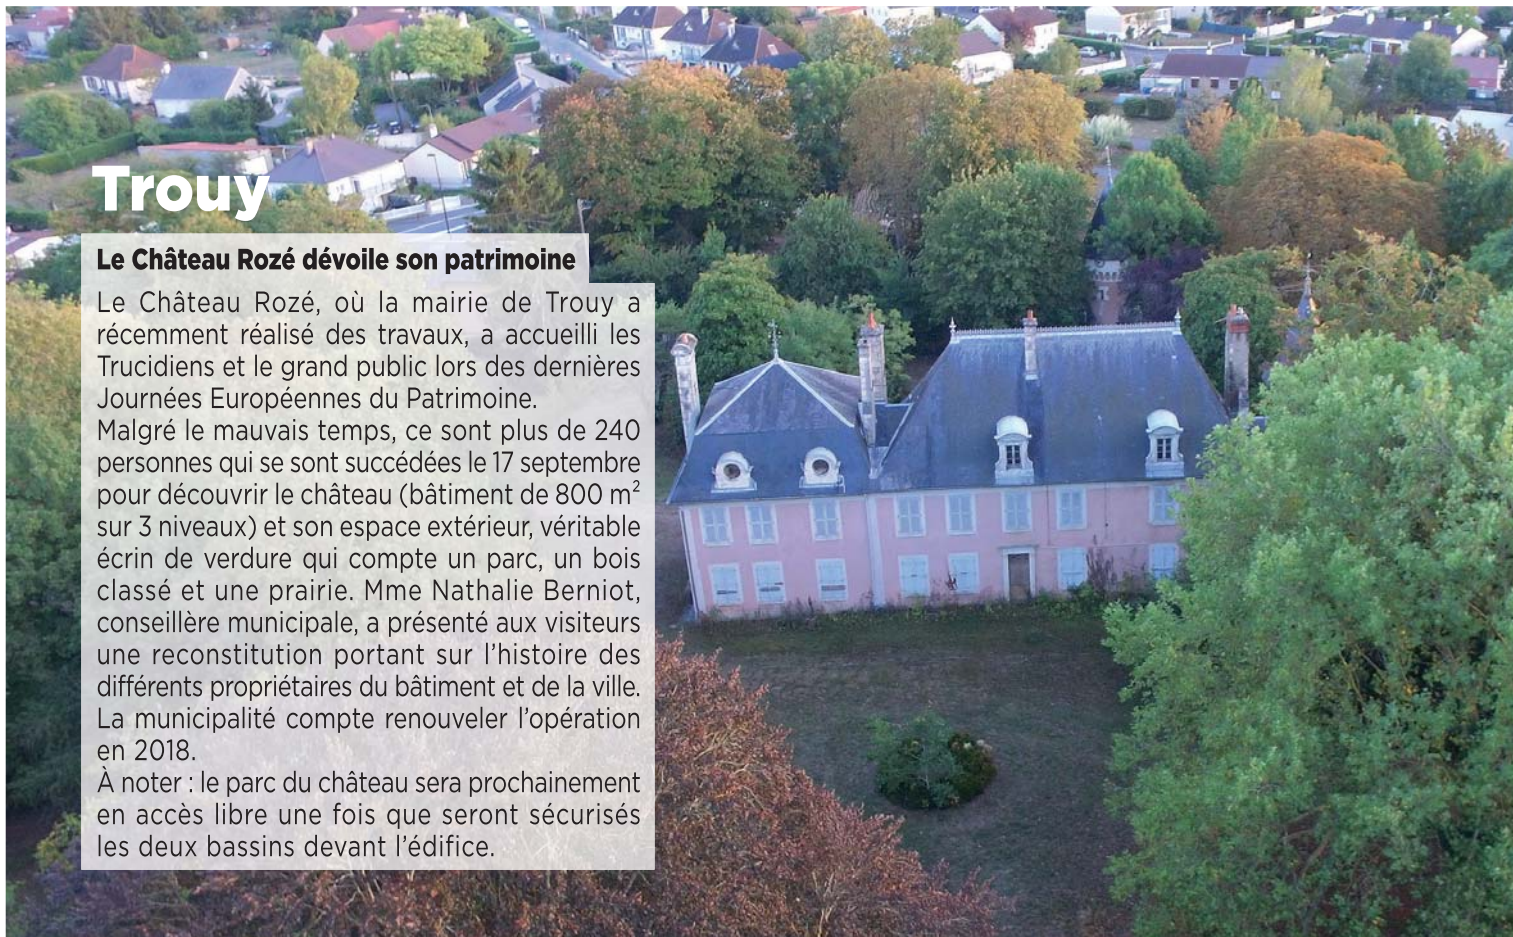 Trouy
Le Château Rozé dévoile son patrimoine
Le Château Rozé, où la mairie de Trouy a
récemment réalisé des travaux, a accueilli les
Trucidiens et le grand public lors des dernières
Journées Européennes du Patrimoine.
Malgré le mauvais temps, ce sont plus de 240
personnes qui se sont succédées le 17 septembre
pour découvrir le château (bâtiment de 800 m²
sur 3 niveaux) et son espace extérieur, véritable
écrin de verdure qui compte un parc, un bois
classé et une prairie. Mme Nathalie Berniot,
conseillère municipale, a présenté aux visiteurs
une reconstitution portant sur l’histoire des
différents propriétaires du bâtiment et de la ville.
La municipalité compte renouveler l’opération
en 2018.
À noter : le parc du château sera prochainement
en accès libre une fois que seront sécurisés
les deux bassins devant l’édifice.